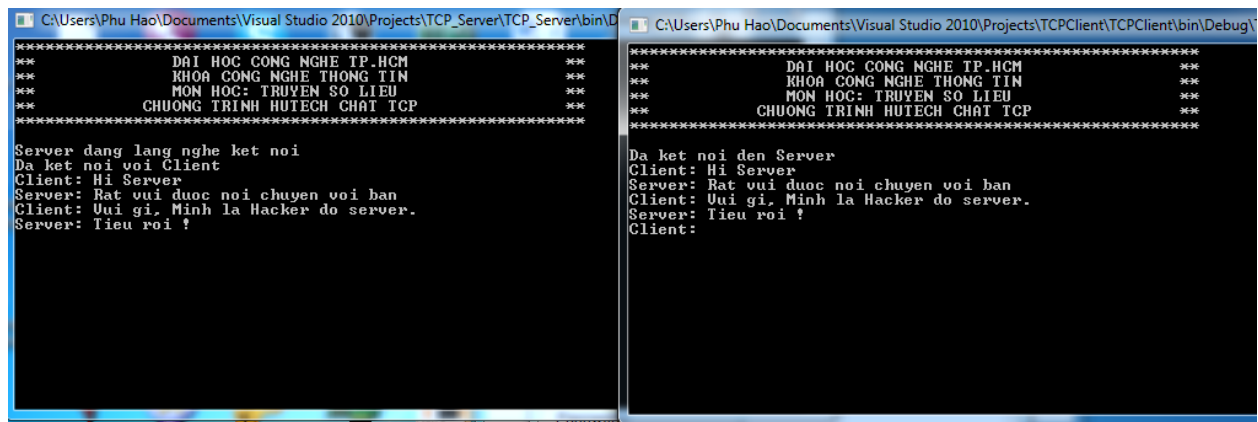 C:\Users\Phu Hao\Documents\Visual Studio 2010\Projects\TCP_Server\TCP_Server\bin\D
*********************************************************
** DAI HOC CONG NGHE TP.HCM **
** KHOA CONG NGHE THONG TIN **
** MON HOC: TRUYEN SO LIEU **
** CHUONG TRINH HUTECH CHAT TCP **
*********************************************************
Server dang lang nghe ket noi
Da ket noi voi Client
Client: Hi Server
Server: Rat vui duoc noi chuyen voi ban
Client: Vui gi, Minh la Hacker do server.
Server: Tieu roi !
C:\Users\Phu Hao\Documents\Visual Studio 2010\Projects\TCPClient\TCPClient\bin\Debug\T
*********************************************************
** DAI HOC CONG NGHE TP.HCM **
** KHOA CONG NGHE THONG TIN **
** MON HOC: TRUYEN SO LIEU **
** CHUONG TRINH HUTECH CHAT TCP **
*********************************************************
Da ket noi den Server
Client: Hi Server
Server: Rat vui duoc noi chuyen voi ban
Client: Vui gi, Minh la Hacker do server.
Server: Tieu roi !
Client: